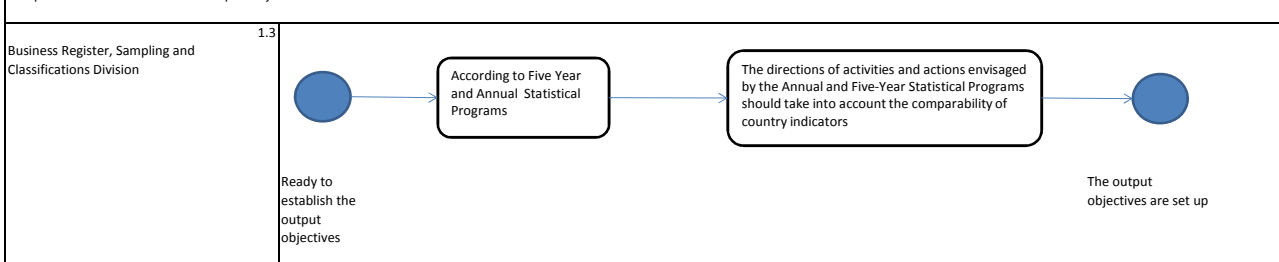 1.3
Business Register, Sampling and
Classifications Division
According to Five Year
and Annual Statistical
Programs
The directions of activities and actions envisaged
by the Annual and Five-Year Statistical Programs
should take into account the comparability of
country indicators
Ready to
establish the
output
objectives
The output
objectives are set up